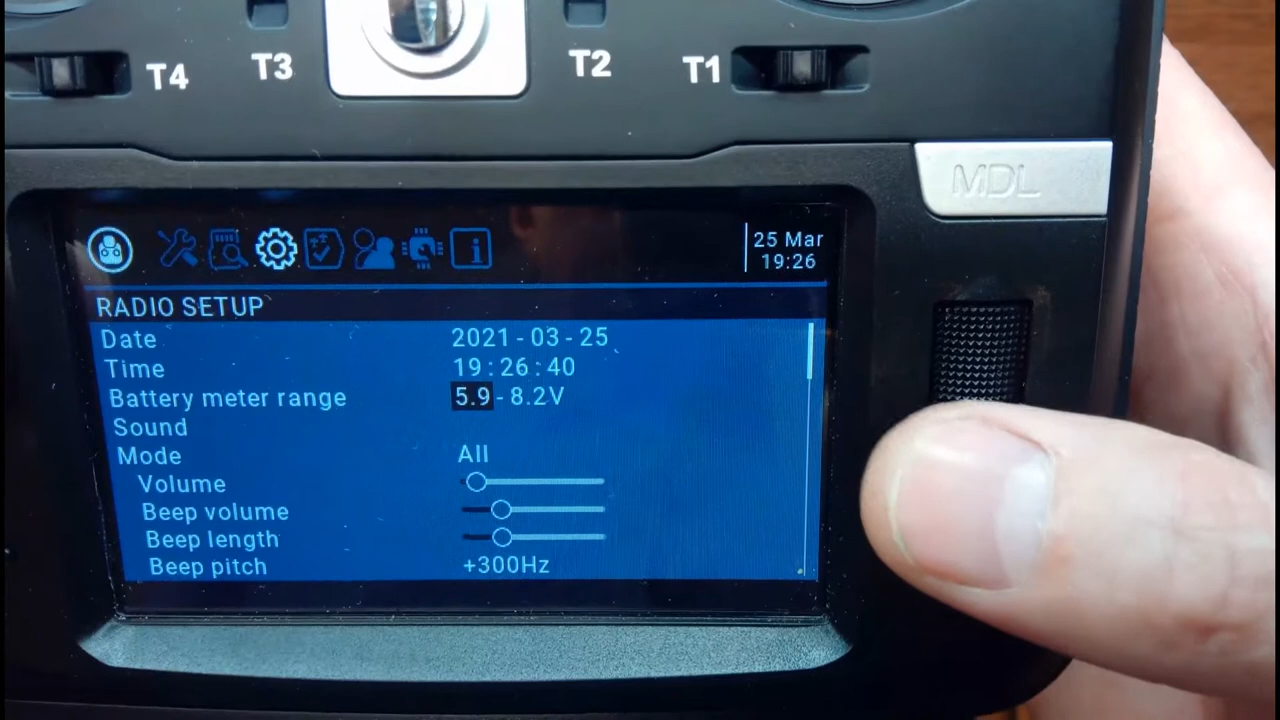 T4 T3 T2 T1
MDL
25 Mar
19:26
RADIO SETUP
Date 2021-03-25
Time 19:26:40
Battery meter range 5.9-8.2V
Sound
Mode All
Volume
Beep volume
Beep length
Beep pitch +300Hz